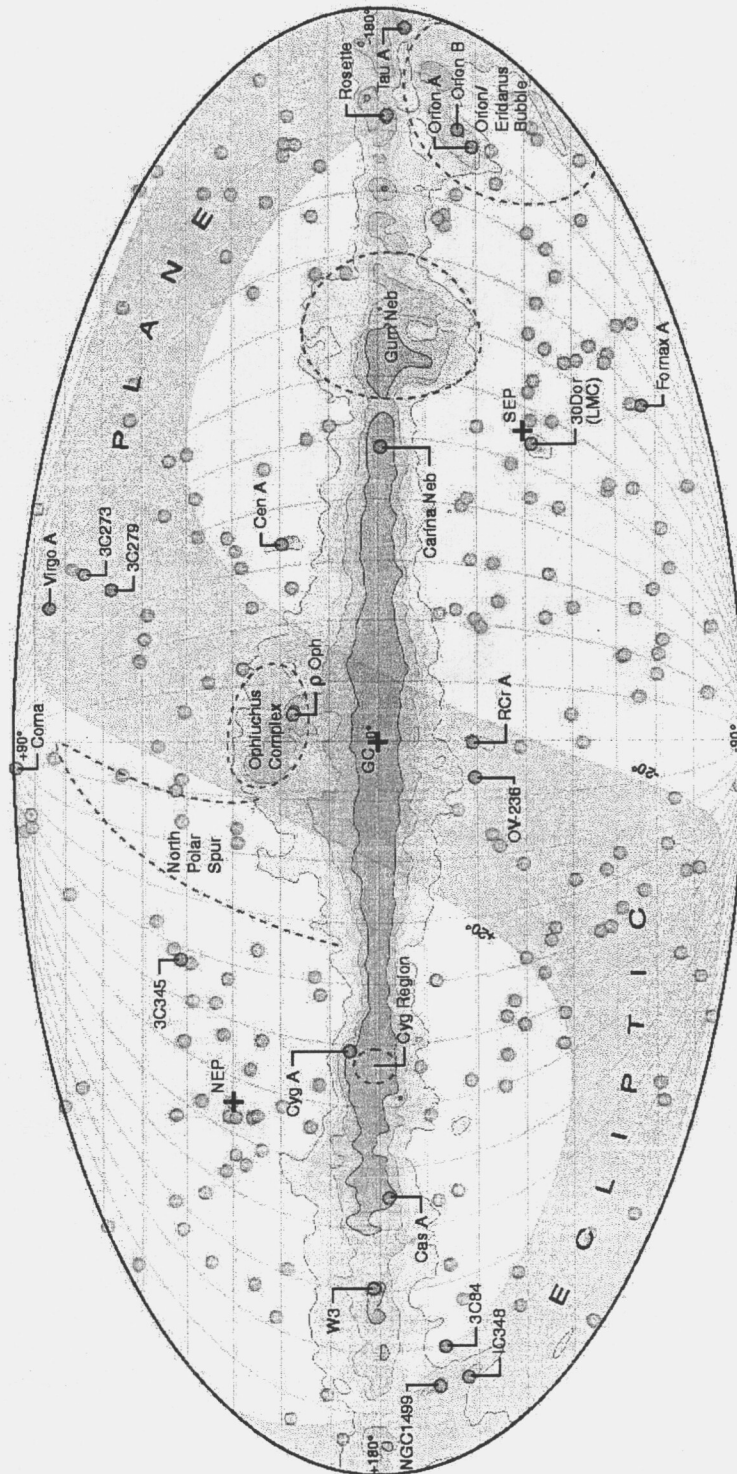 +90°
Coma
Virgo A
3C273
3C279
P L A N E
North
Polar
Spur
3C345
NEP
Ophiuchus
Complex
ρ Oph
Cen A
Rosette
Tau A
-180°
+180°
W3
Cas A
Cyg A
Cyg Region
GC
0°
Carina Neb
Gum Neb
Orion A
Orion B
Orion/
Eridanus
Bubble
NGC1499
IC348
3C84
OV-236
RCr A
SEP
30Dor
(LMC)
Fornax A
E C L I P T I C